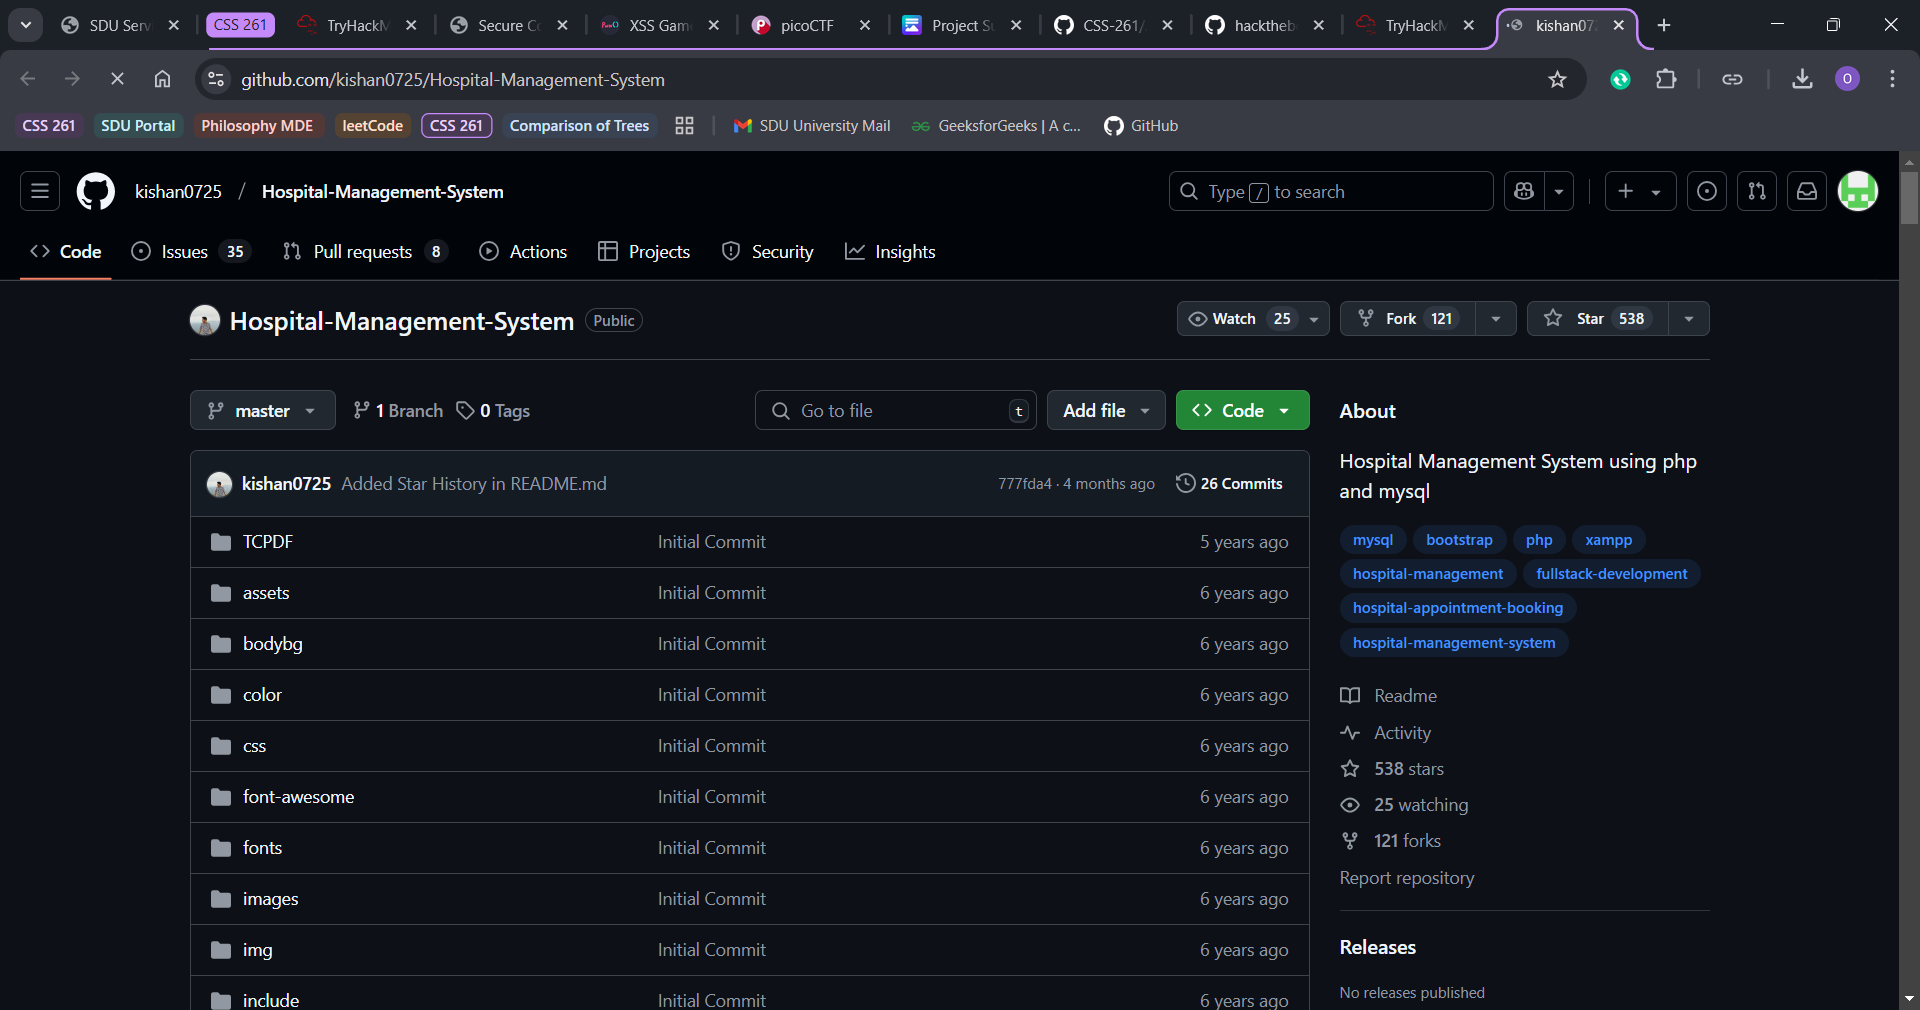 SDU Serv
CSS 261
TryHackM
Secure Co
XSS Gam
picoCTF
Project Su
CSS-261/
hacktheb
TryHackM
kishan072
github.com/kishan0725/Hospital-Management-System
O
CSS 261
SDU Portal
Philosophy MDE
leetCode
CSS 261
Comparison of Trees
SDU University Mail
GeeksforGeeks | A c...
GitHub
kishan0725 / Hospital-Management-System
Type / to search
Code
Issues 35
Pull requests 8
Actions
Projects
Security
Insights
Hospital-Management-System Public
Watch 25
Fork 121
Star 538
master
1 Branch
0 Tags
Go to file t
Add file
Code
kishan0725 Added Star History in README.md 777fda4 · 4 months ago 26 Commits
TCPDF Initial Commit 5 years ago
assets Initial Commit 6 years ago
bodybg Initial Commit 6 years ago
color Initial Commit 6 years ago
css Initial Commit 6 years ago
font-awesome Initial Commit 6 years ago
fonts Initial Commit 6 years ago
images Initial Commit 6 years ago
img Initial Commit 6 years ago
include Initial Commit 6 years ago
About
Hospital Management System using php
and mysql
mysql bootstrap php xampp
hospital-management fullstack-development
hospital-appointment-booking
hospital-management-system
Readme
Activity
538 stars
25 watching
121 forks
Report repository
Releases
No releases published